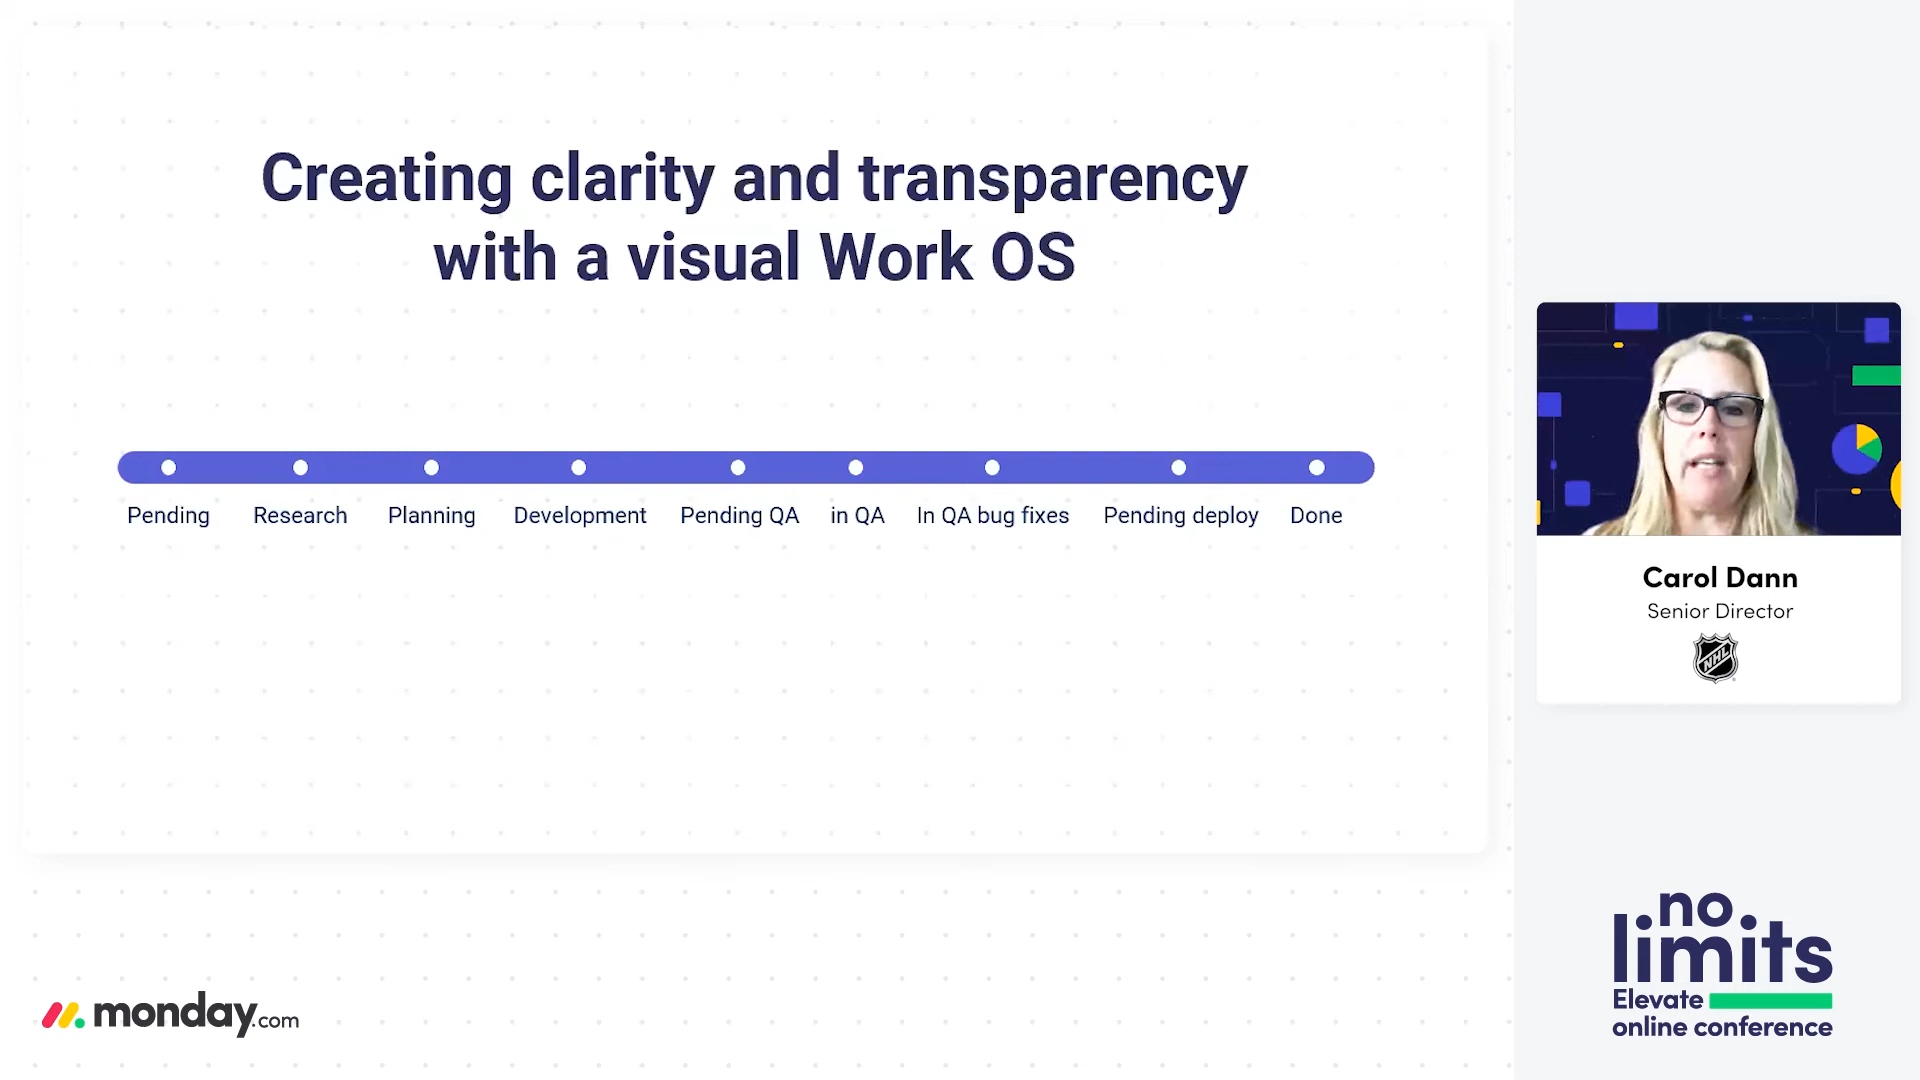 Creating clarity and transparency
with a visual Work OS
Pending Research Planning Development Pending QA in QA In QA bug fixes Pending deploy Done
Carol Dann
Senior Director
NHL
monday.com
no
limits
Elevate
online conference